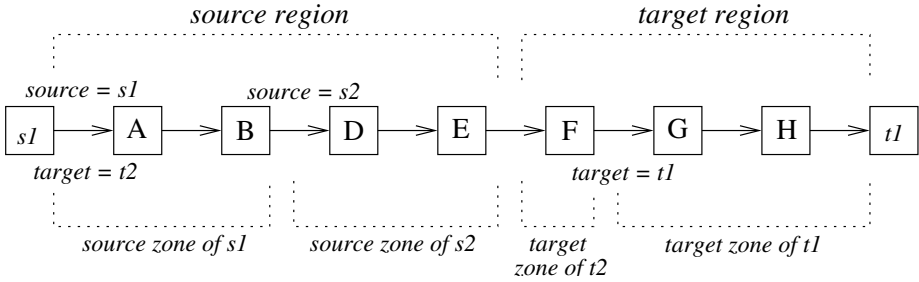 source region
target region
source = s1
source = s2
s1
A
B
D
E
F
G
H
t1
target = t2
target = t1
source zone of s1
source zone of s2
target
zone of t2
target zone of t1